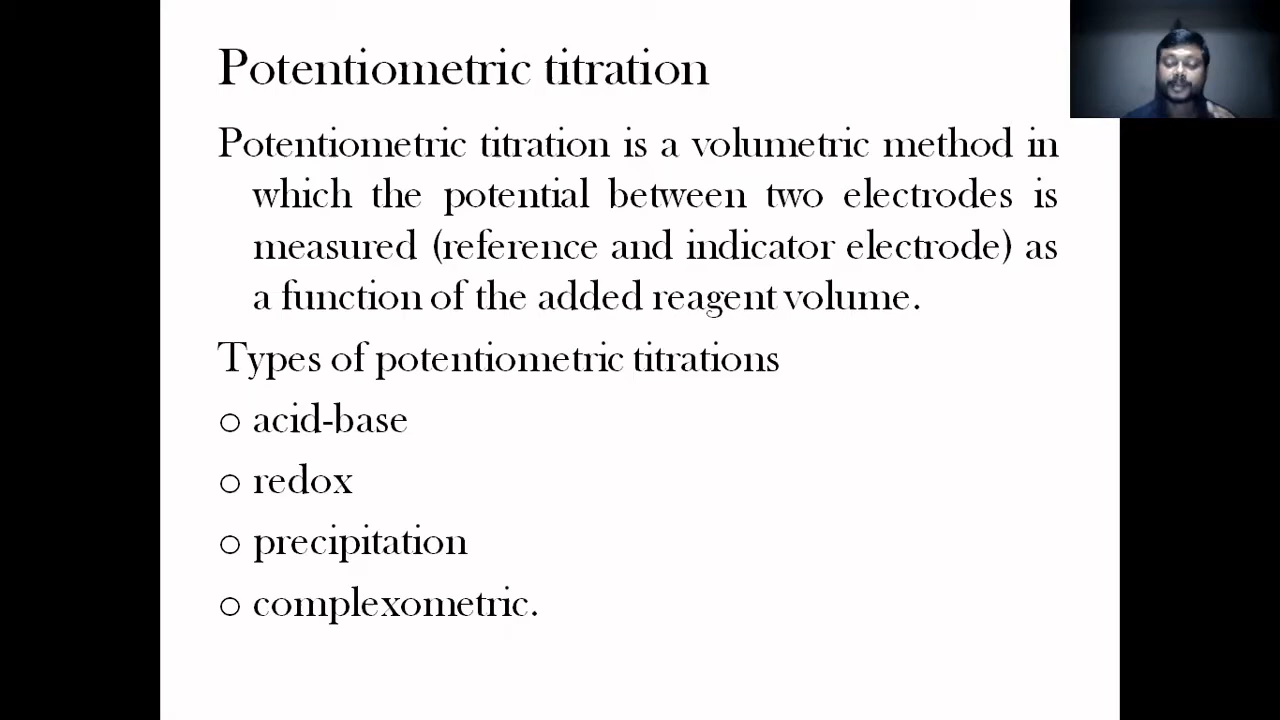 Potentiometric titration
Potentiometric titration is a volumetric method in
which the potential between two electrodes is
measured (reference and indicator electrode) as
a function of the added reagent volume.
Types of potentiometric titrations
o acid-base
o redox
o precipitation
o complexometric.